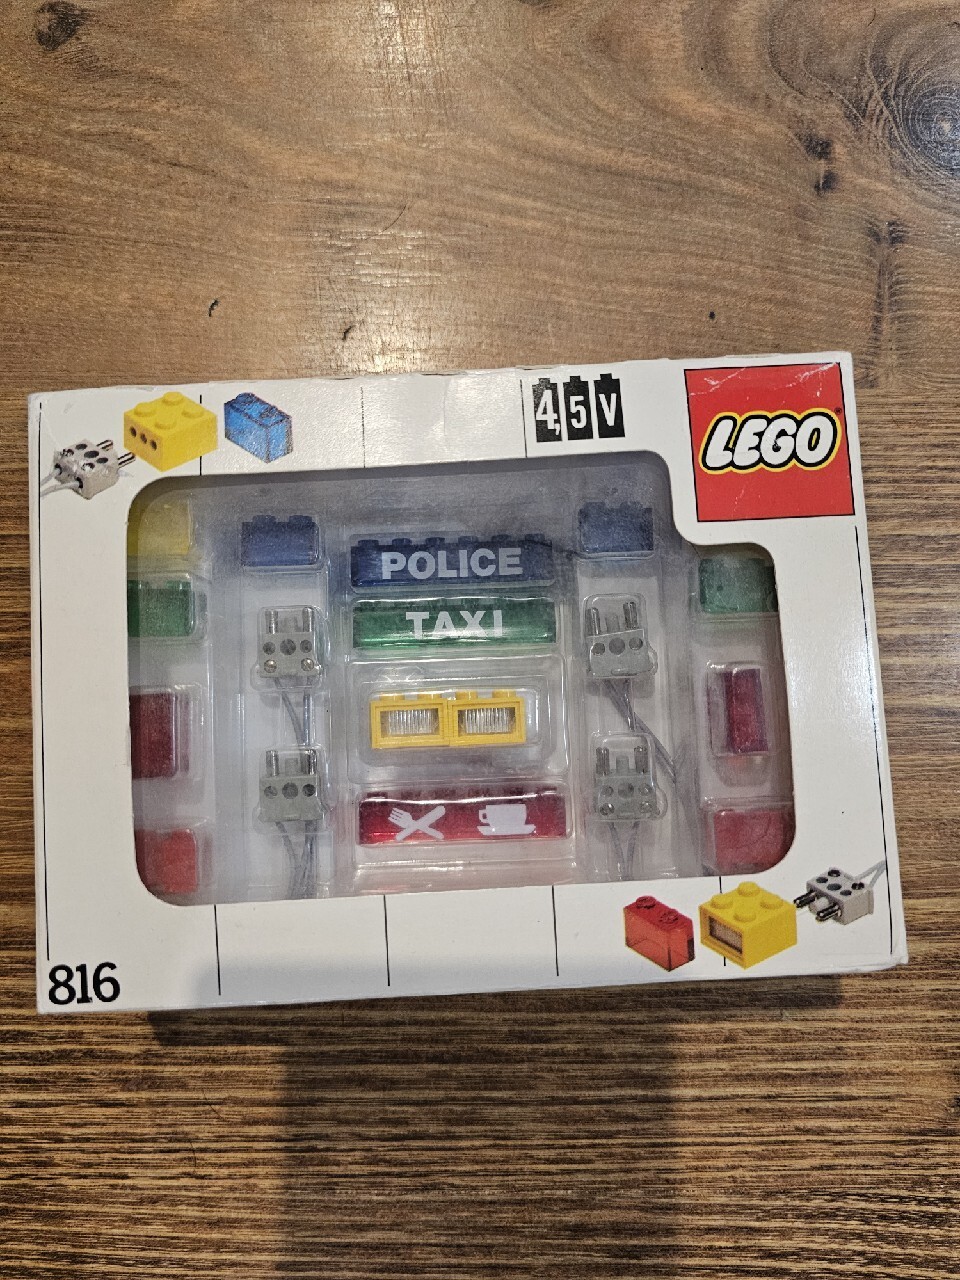 4,5V
LEGO®
POLICE
TAXI
816